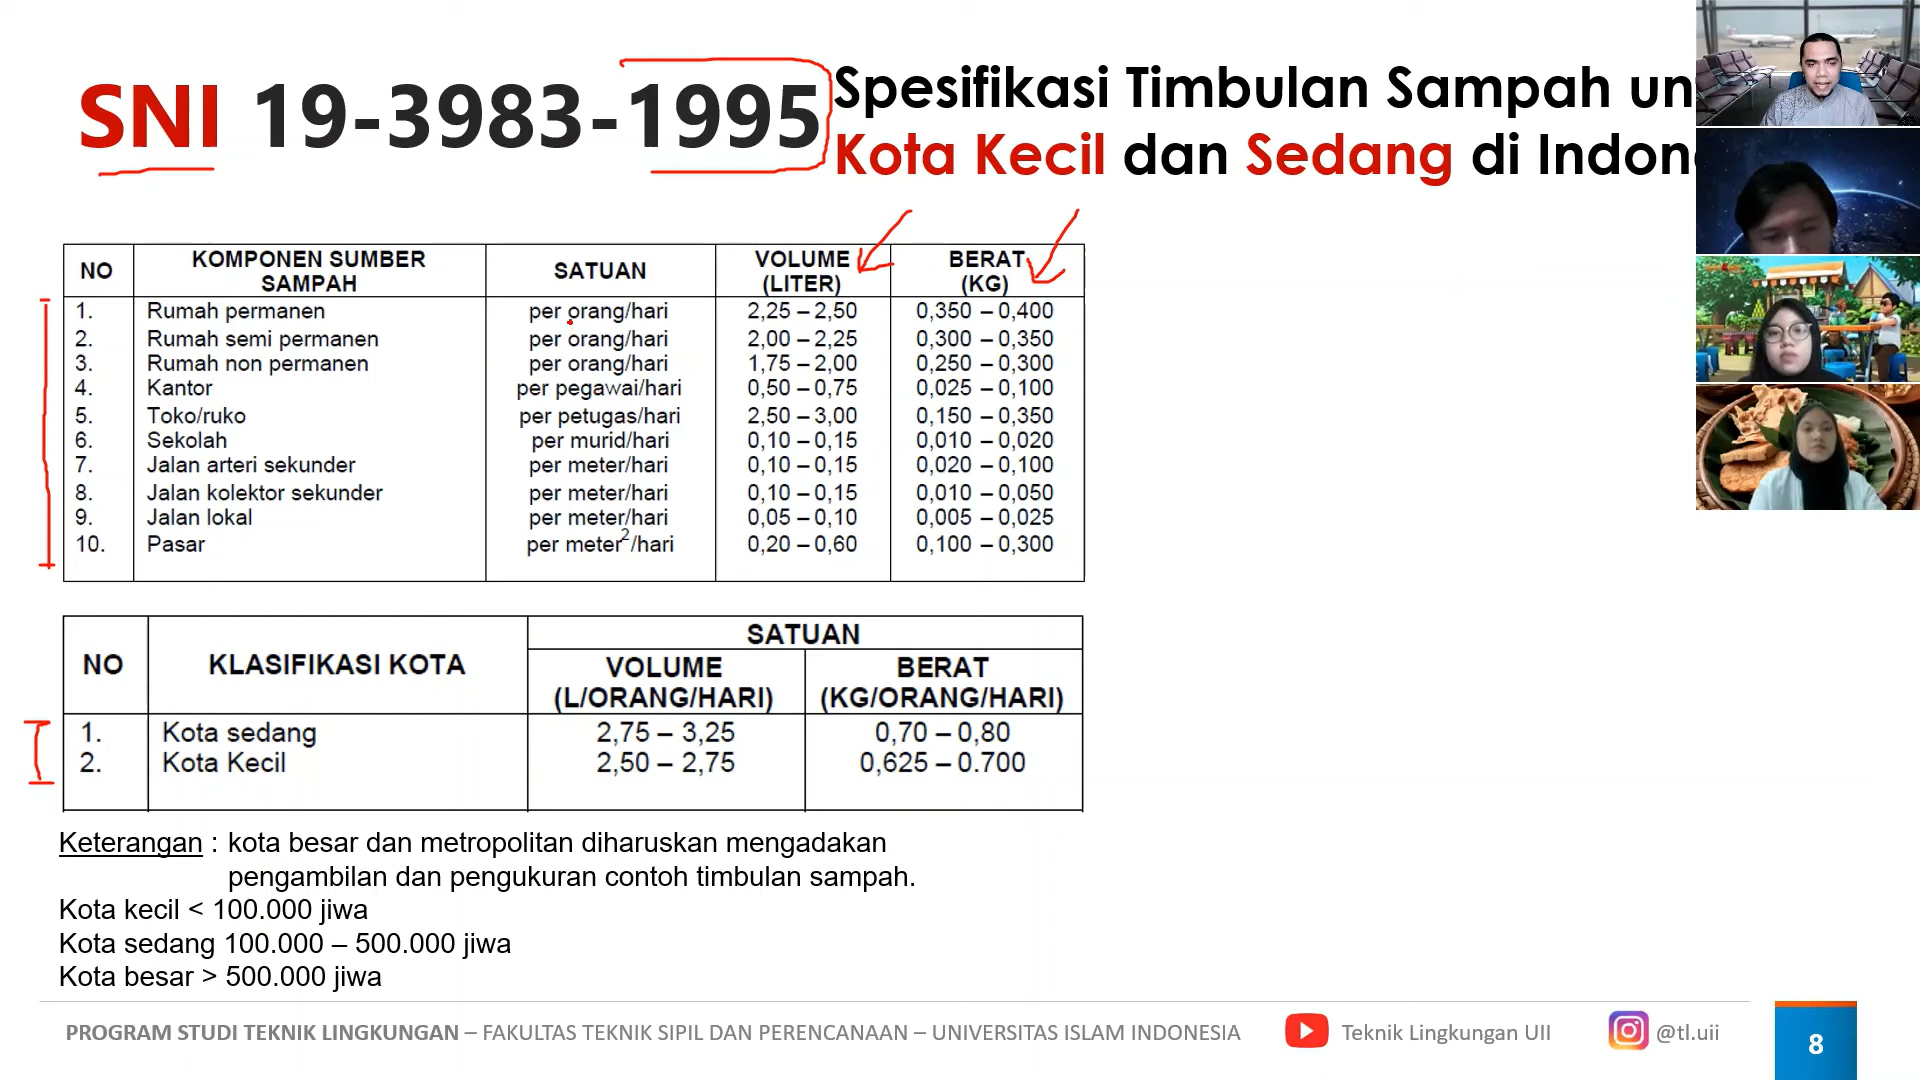 SNI 19-3983-1995
Spesifikasi Timbulan Sampah un
Kota Kecil dan Sedang di Indon
NO KOMPONEN SUMBER SAMPAH SATUAN VOLUME (LITER) BERAT (KG)
1. Rumah permanen per orang/hari 2,25 – 2,50 0,350 – 0,400
2. Rumah semi permanen per orang/hari 2,00 – 2,25 0,300 – 0,350
3. Rumah non permanen per orang/hari 1,75 – 2,00 0,250 – 0,300
4. Kantor per pegawai/hari 0,50 – 0,75 0,025 – 0,100
5. Toko/ruko per petugas/hari 2,50 – 3,00 0,150 – 0,350
6. Sekolah per murid/hari 0,10 – 0,15 0,010 – 0,020
7. Jalan arteri sekunder per meter/hari 0,10 – 0,15 0,020 – 0,100
8. Jalan kolektor sekunder per meter/hari 0,10 – 0,15 0,010 – 0,050
9. Jalan lokal per meter/hari 0,05 – 0,10 0,005 – 0,025
10. Pasar per meter²/hari 0,20 – 0,60 0,100 – 0,300
NO KLASIFIKASI KOTA SATUAN
VOLUME (L/ORANG/HARI) BERAT (KG/ORANG/HARI)
1. Kota sedang 2,75 – 3,25 0,70 – 0,80
2. Kota Kecil 2,50 – 2,75 0,625 – 0.700
Keterangan : kota besar dan metropolitan diharuskan mengadakan
pengambilan dan pengukuran contoh timbulan sampah.
Kota kecil < 100.000 jiwa
Kota sedang 100.000 – 500.000 jiwa
Kota besar > 500.000 jiwa
PROGRAM STUDI TEKNIK LINGKUNGAN – FAKULTAS TEKNIK SIPIL DAN PERENCANAAN – UNIVERSITAS ISLAM INDONESIA Teknik Lingkungan UII @tl.uii 8